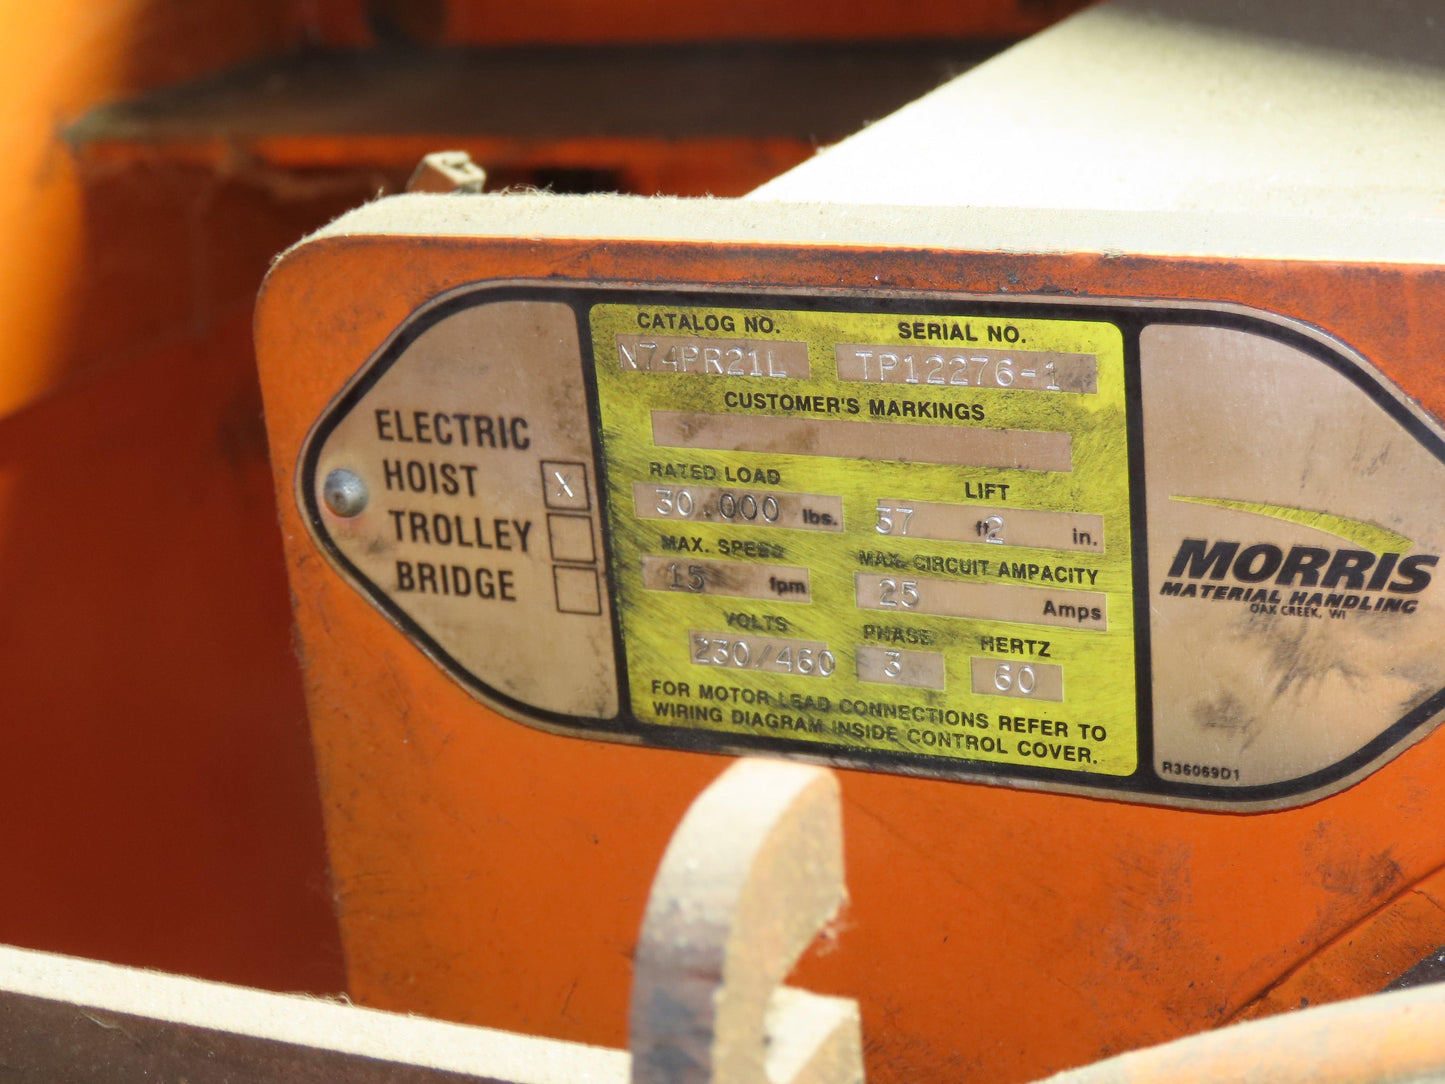 ELECTRIC
HOIST X
TROLLEY
BRIDGE
CATALOG NO. SERIAL NO.
N74PR21L TP12276-1
CUSTOMER'S MARKINGS
RATED LOAD LIFT
30.000 lbs. 37 ft. 2 in.
MAX. SPEED MAX. CIRCUIT AMPACITY
15 fpm 25 Amps
VOLTS PHASE HERTZ
230/460 3 60
FOR MOTOR LEAD CONNECTIONS REFER TO
WIRING DIAGRAM INSIDE CONTROL COVER.
MORRIS
MATERIAL HANDLING
OAK CREEK, WI
R36069D1